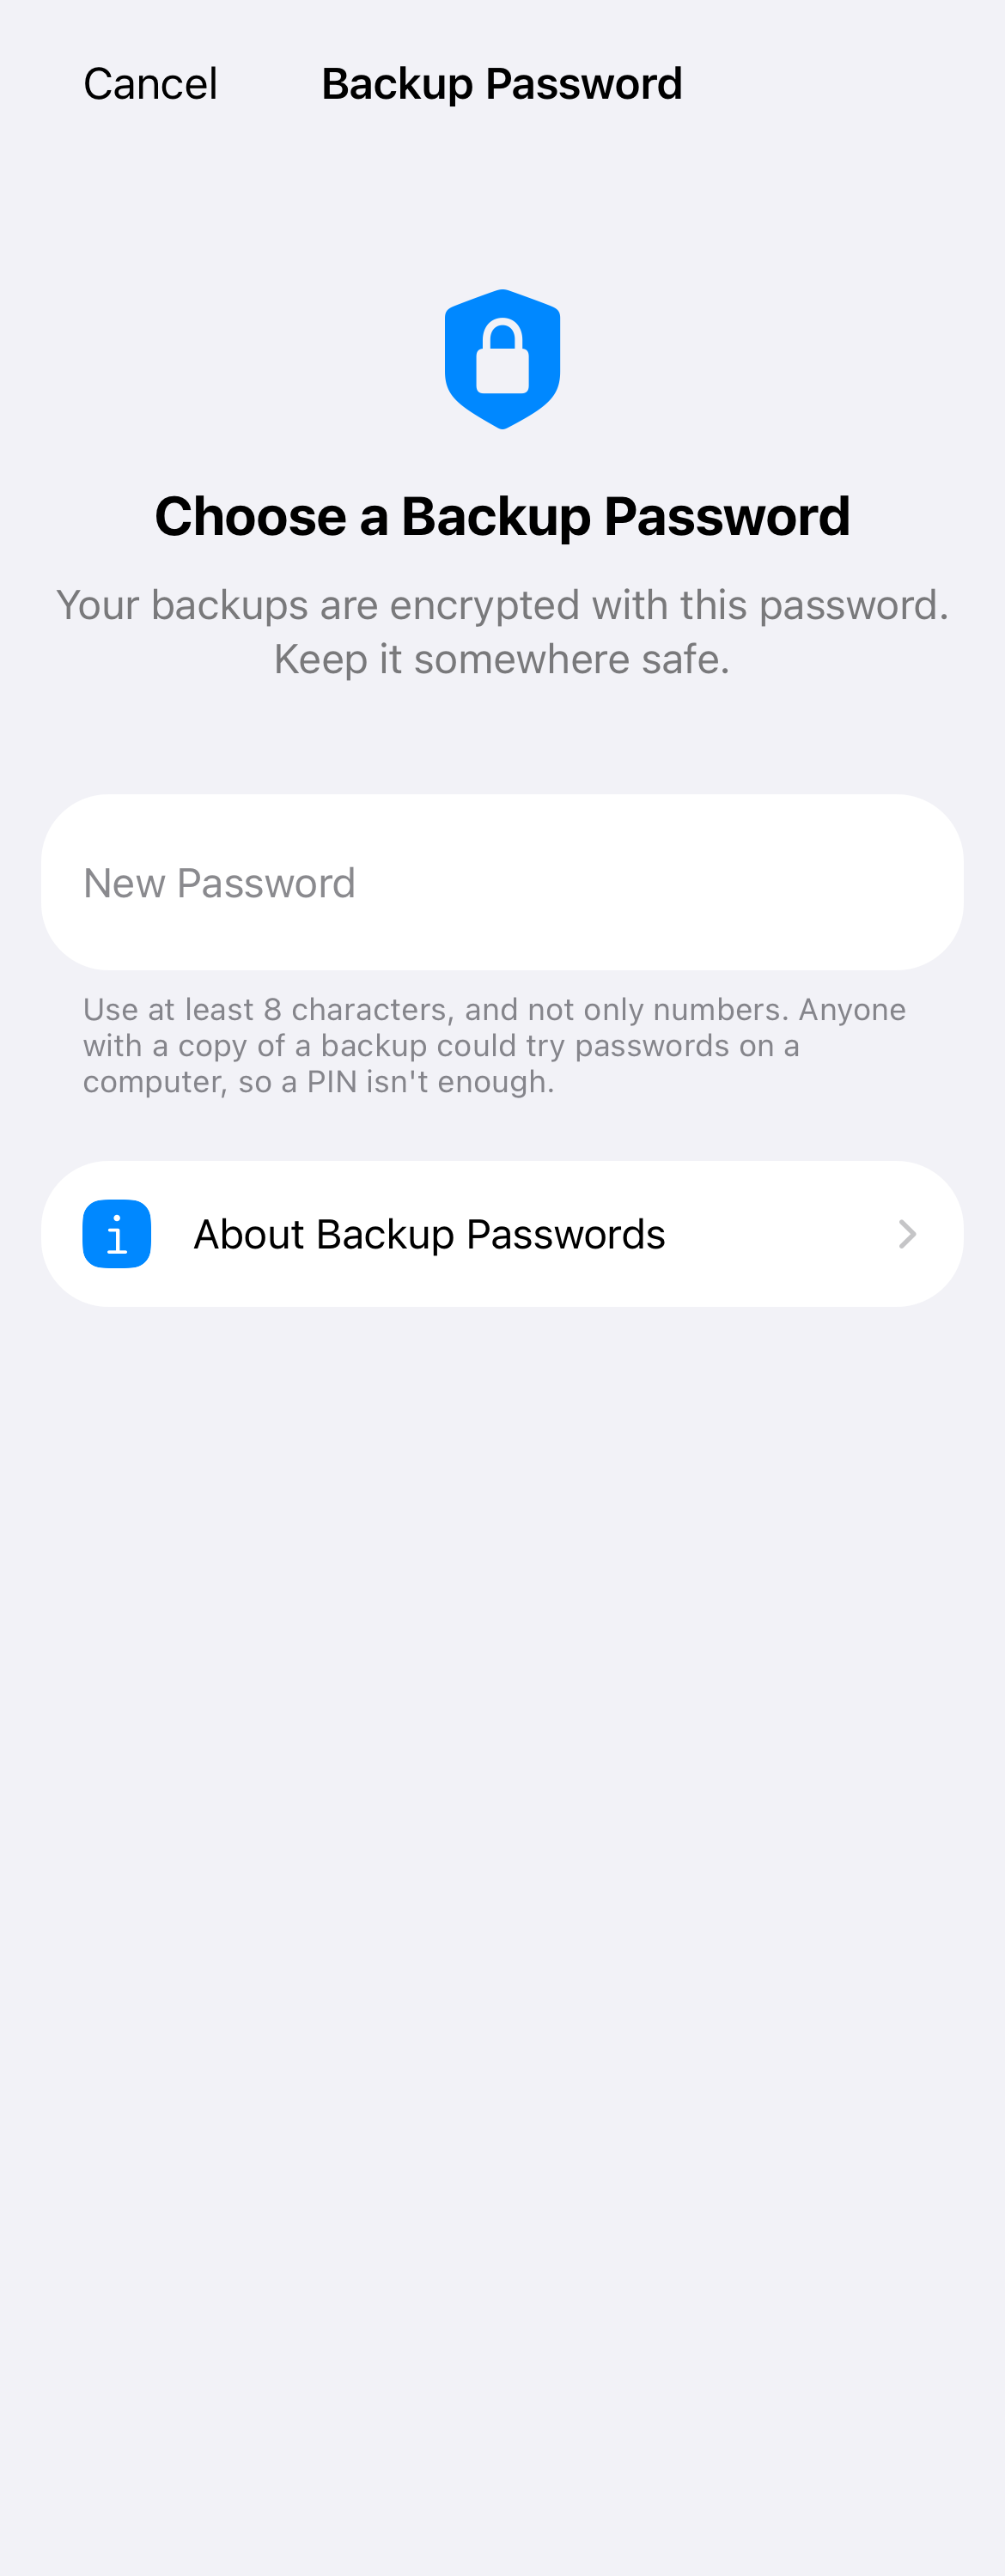 Cancel
Backup Password
Choose a Backup Password
Your backups are encrypted with this password.
Keep it somewhere safe.
New Password
Use at least 8 characters, and not only numbers. Anyone
with a copy of a backup could try passwords on a
computer, so a PIN isn't enough.
About Backup Passwords